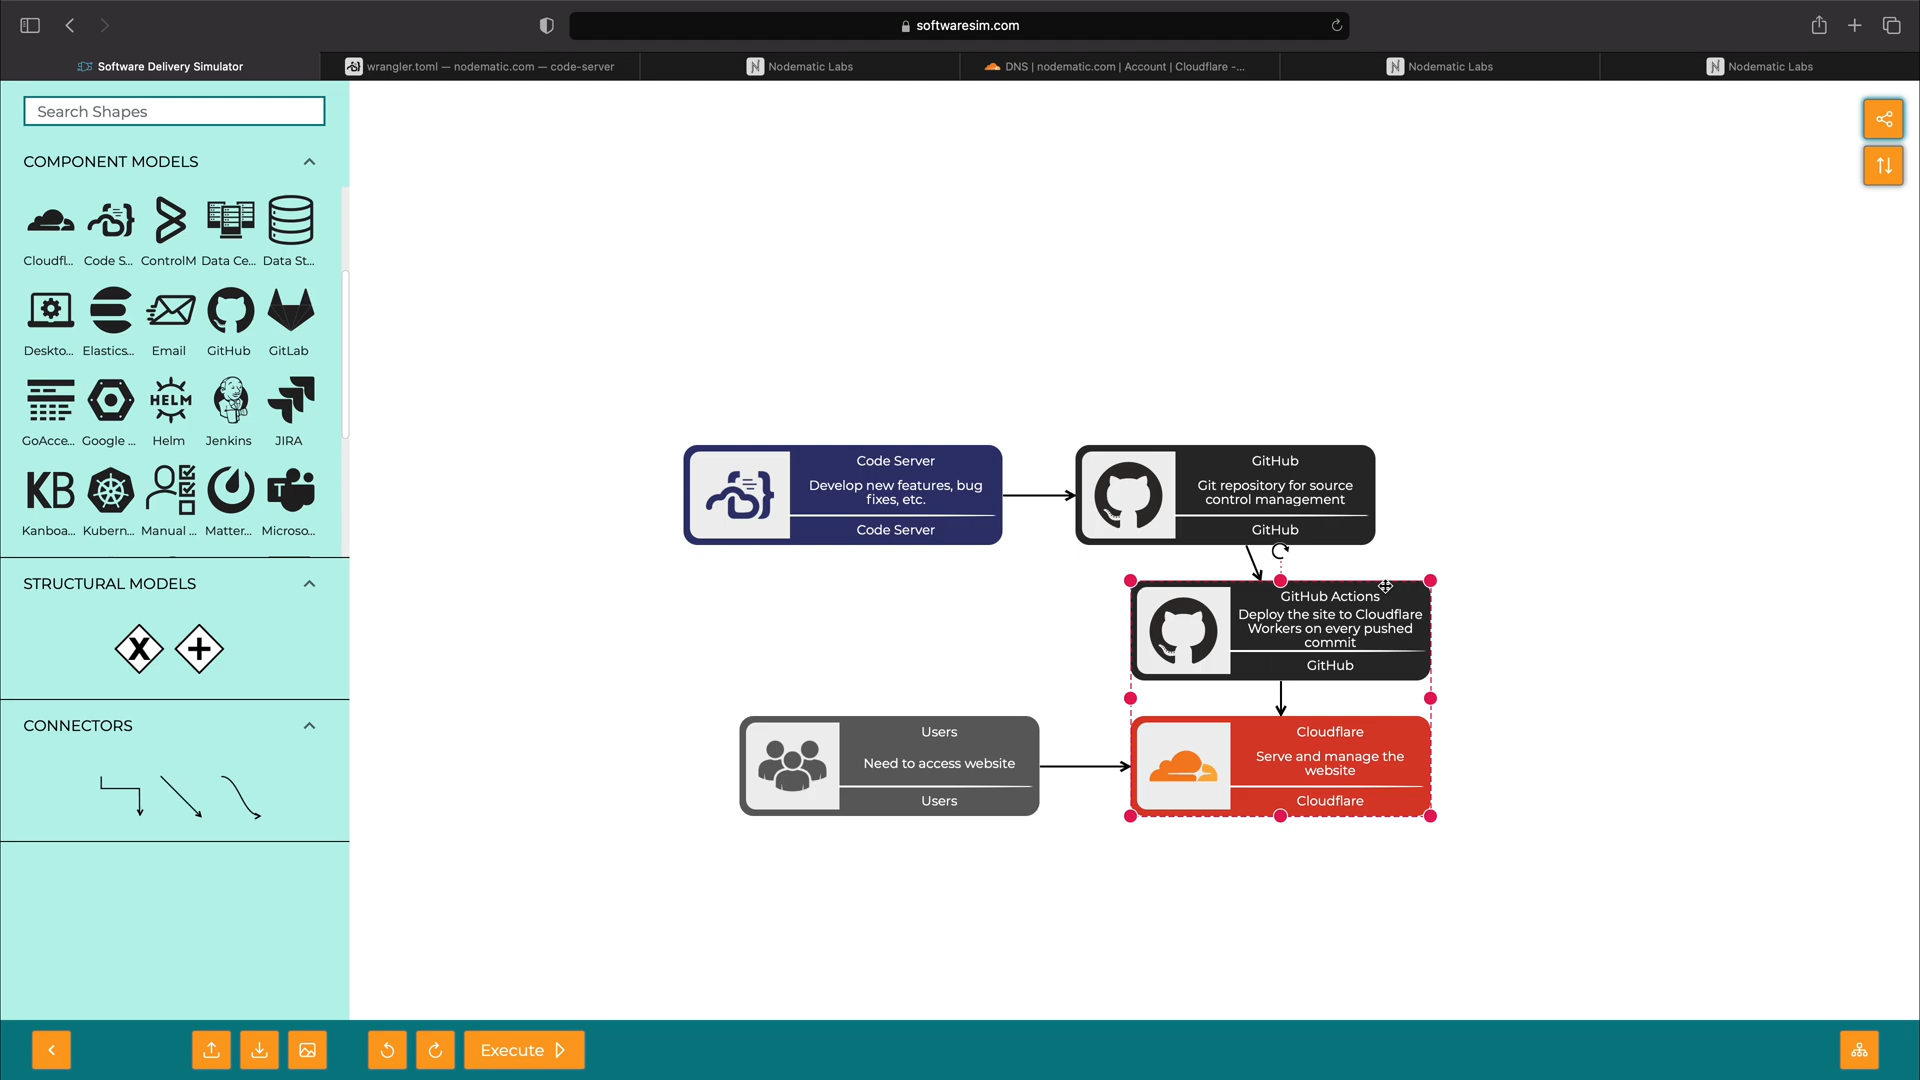 softwaresim.com
Software Delivery Simulator
wrangler.toml — nodematic.com — code-server
Nodematic Labs
DNS | nodematic.com | Account | Cloudflare -...
Nodematic Labs
Nodematic Labs
Search Shapes
COMPONENT MODELS
Cloudfl...
Code S...
ControlM
Data Ce...
Data St...
Deskto...
Elastics...
Email
GitHub
GitLab
HELM
GoAcce...
Google ...
Helm
Jenkins
JIRA
KB
T
Kanboa...
Kubern...
Manual ...
Matter...
Microso...
STRUCTURAL MODELS
X
CONNECTORS
Code Server
Develop new features, bug
fixes, etc.
Code Server
GitHub
Git repository for source
control management
GitHub
GitHub Actions
Deploy the site to Cloudflare
Workers on every pushed
commit
GitHub
Users
Need to access website
Users
Cloudflare
Serve and manage the
website
Cloudflare
Execute